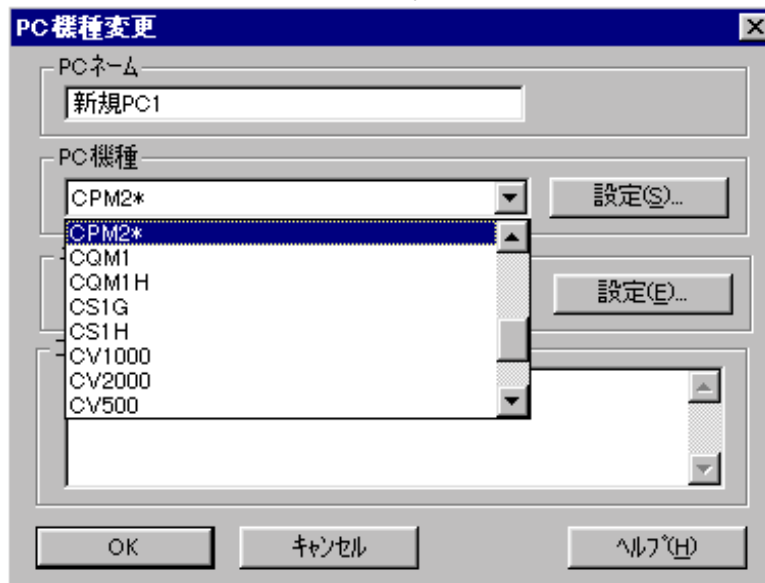 PC機種変更
PCネーム
新規PC1
PC機種
CPM2*
設定(S)...
CPM2*
CQM1
CQM1H
CS1G
CS1H
CV1000
CV2000
CV500
設定(E)...
OK
キャンセル
ヘルプ(H)